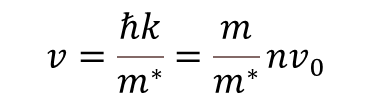 v = ℏk / m* = m / m* nv₀